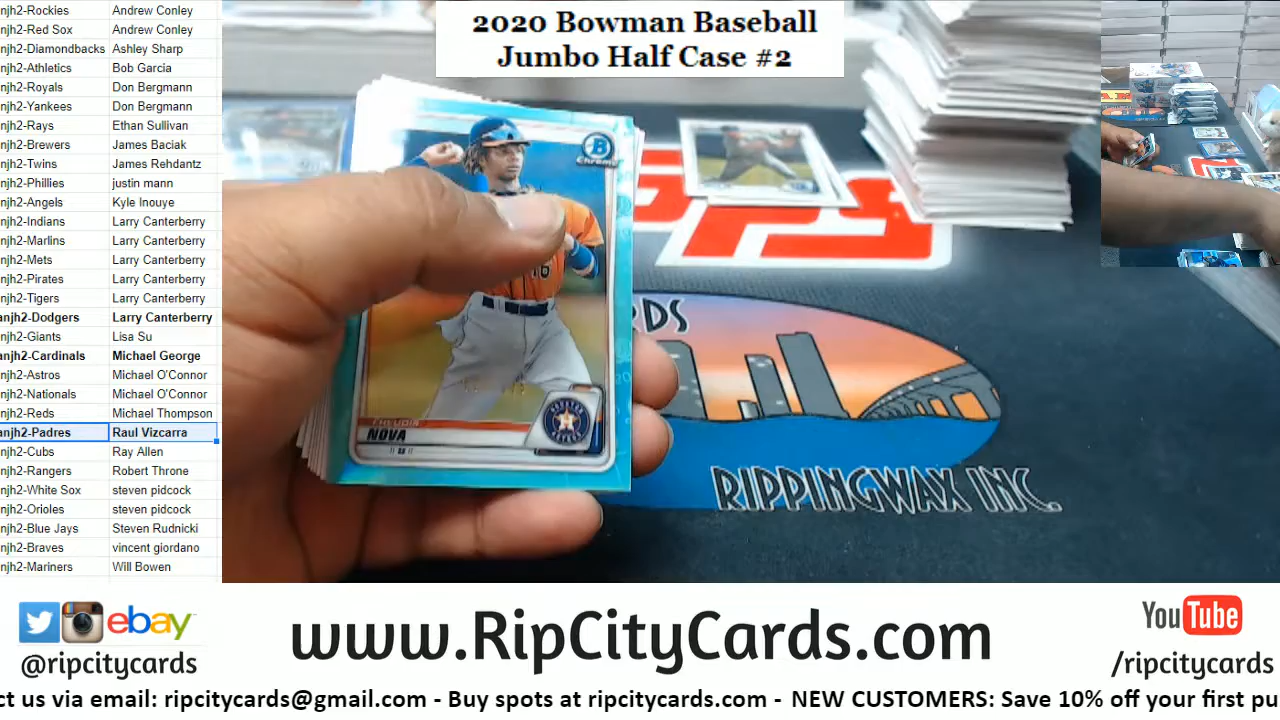 2020 Bowman Baseball
Jumbo Half Case #2
njh2-Rockies Andrew Conley
njh2-Red Sox Andrew Conley
njh2-Diamondbacks Ashley Sharp
njh2-Athletics Bob Garcia
njh2-Royals Don Bergmann
njh2-Yankees Don Bergmann
njh2-Rays Ethan Sullivan
njh2-Brewers James Baciak
njh2-Twins James Rehdantz
njh2-Phillies justin mann
njh2-Angels Kyle Inouye
njh2-Indians Larry Canterberry
njh2-Marlins Larry Canterberry
njh2-Mets Larry Canterberry
njh2-Pirates Larry Canterberry
njh2-Tigers Larry Canterberry
anjh2-Dodgers Larry Canterberry
njh2-Giants Lisa Su
anjh2-Cardinals Michael George
njh2-Astros Michael O'Connor
njh2-Nationals Michael O'Connor
njh2-Reds Michael Thompson
anjh2-Padres Raul Vizcarra
njh2-Cubs Ray Allen
njh2-Rangers Robert Throne
njh2-White Sox steven pidcock
njh2-Orioles steven pidcock
njh2-Blue Jays Steven Rudnicki
njh2-Braves vincent giordano
njh2-Mariners Will Bowen
B
Chrome
16
NOVA
RDS
RIPPINGWAX INC.
ebay
@ripcitycards
www.RipCityCards.com
YouTube
/ripcitycards
ct us via email: ripcitycards@gmail.com - Buy spots at ripcitycards.com - NEW CUSTOMERS: Save 10% off your first pu